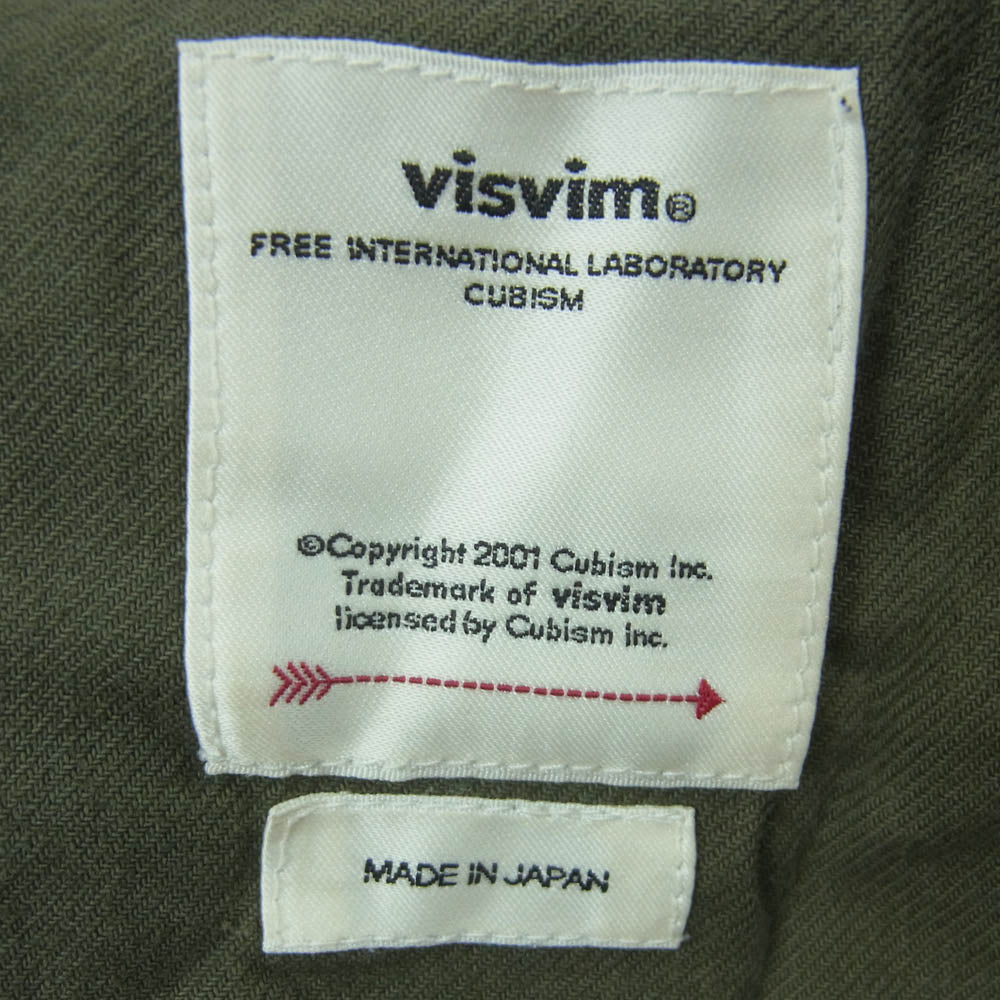 visvim®
FREE INTERNATIONAL LABORATORY
CUBISM
©Copyright 2001 Cubism Inc.
Trademark of visvim
licensed by Cubism Inc.
MADE IN JAPAN